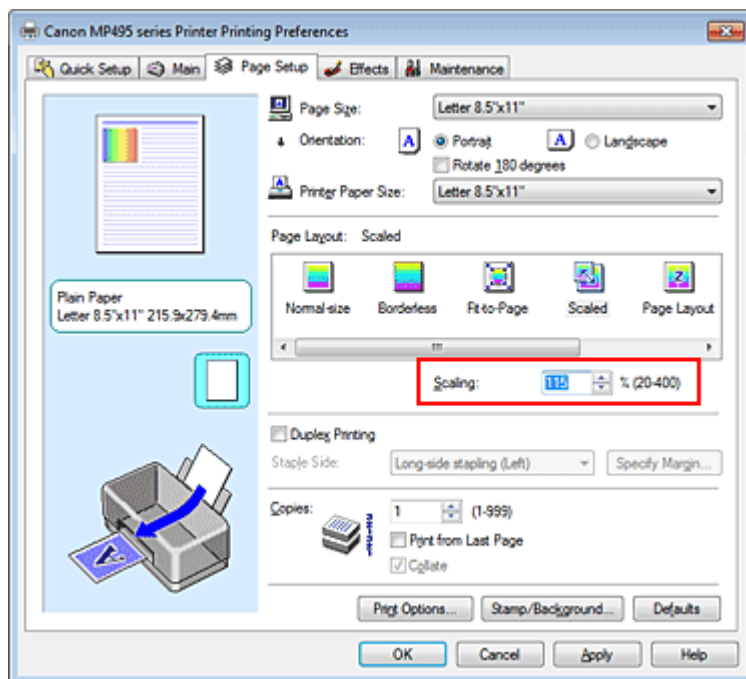 Canon MP495 series Printer Printing Preferences
Quick Setup Main Page Setup Effects Maintenance
Page Size: Letter 8.5"x11"
Orientation: A Portrait A Landscape
Rotate 180 degrees
Printer Paper Size: Letter 8.5"x11"
Page Layout: Scaled
Normal-size Borderless Fit-to-Page Scaled Page Layout
Plain Paper
Letter 8.5"x11" 215.9x279.4mm
Scaling: 115 % (20-400)
Duplex Printing
Staple Side: Long-side stapling (Left) Specify Margin...
Copies: 1 (1-999)
Print from Last Page
Collate
Print Options... Stamp/Background... Defaults
OK Cancel Apply Help